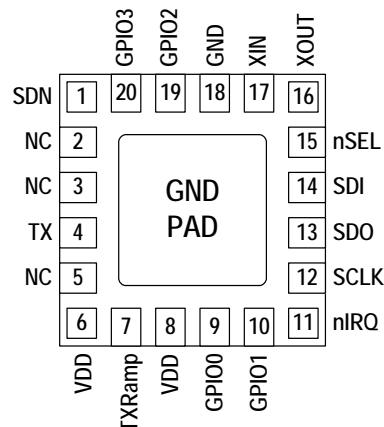 GPIO3 GPIO2 GND XIN XOUT
SDN 1 20 19 18 17 16
NC 2 15 nSEL
NC 3 14 SDI
GND
PAD
TX 4 13 SDO
NC 5 12 SCLK
6 7 8 9 10 11 nIRQ
VDD TXRamp VDD GPIO0 GPIO1